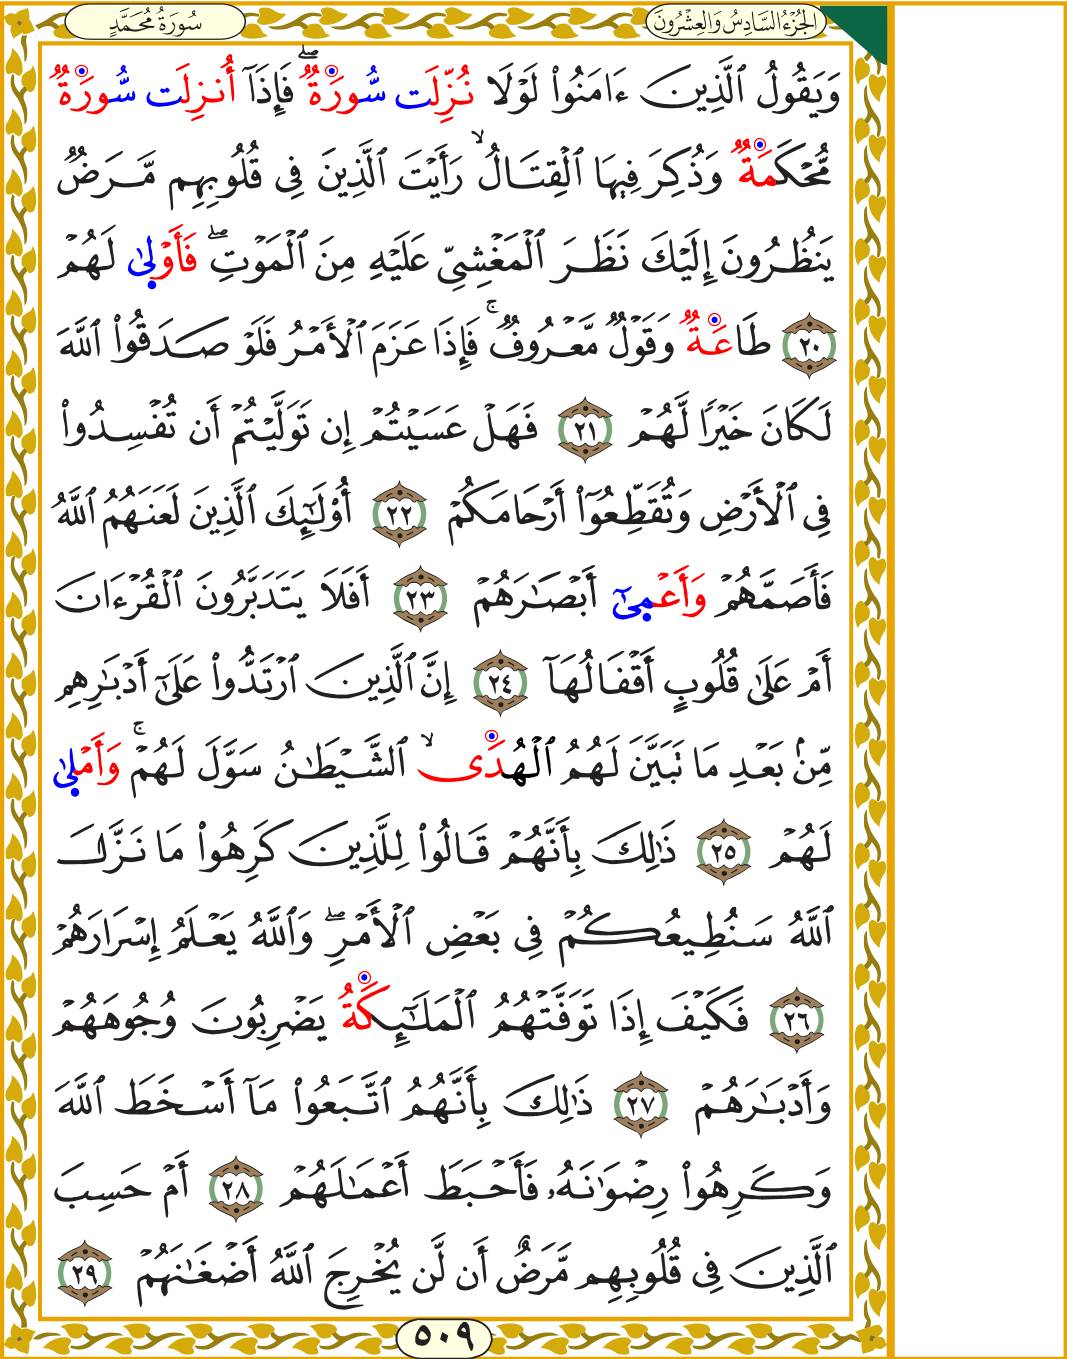 الجُزْءُ السَّادِسُ وَالعِشْرُونَ
سُورَةُ مُحَمَّدٍ
وَيَقُولُ ٱلَّذِينَ ءَامَنُوا۟ لَوْلَا نُزِّلَت سُّورَةٌ ۖ فَإِذَآ أُنزِلَت سُّورَةٌ
مُّحْكَمَةٌ وَذُكِرَ فِيهَا ٱلْقِتَالُ ۙ رَأَيْتَ ٱلَّذِينَ فِى قُلُوبِهِم مَّرَضٌ
يَنظُرُونَ إِلَيْكَ نَظَرَ ٱلْمَغْشِىِّ عَلَيْهِ مِنَ ٱلْمَوْتِ ۖ فَأَوْلىٰ لَهُمْ
٢٠ طَاعَةٌ وَقَوْلٌ مَّعْرُوفٌ ۚ فَإِذَا عَزَمَ ٱلْأَمْرُ فَلَوْ صَدَقُوا۟ ٱللَّهَ
لَكَانَ خَيْرًا لَّهُمْ ٢١ فَهَلْ عَسَيْتُمْ إِن تَوَلَّيْتُمْ أَن تُفْسِدُوا۟
فِى ٱلْأَرْضِ وَتُقَطِّعُوٓا۟ أَرْحَامَكُمْ ٢٢ أُو۟لَـٰٓئِكَ ٱلَّذِينَ لَعَنَهُمُ ٱللَّهُ
فَأَصَمَّهُمْ وَأَعْمىٰٓ أَبْصَـٰرَهُمْ ٢٣ أَفَلَا يَتَدَبَّرُونَ ٱلْقُرْءَانَ
أَمْ عَلَىٰ قُلُوبٍ أَقْفَالُهَآ ٢٤ إِنَّ ٱلَّذِينَ ٱرْتَدُّوا۟ عَلَىٰٓ أَدْبَـٰرِهِم
مِّنۢ بَعْدِ مَا تَبَيَّنَ لَهُمُ ٱلْهُدَى ۙ ٱلشَّيْطَـٰنُ سَوَّلَ لَهُمْ ۚ وَأَمْلىٰ
لَهُمْ ٢٥ ذَٰلِكَ بِأَنَّهُمْ قَالُوا۟ لِلَّذِينَ كَرِهُوا۟ مَا نَزَّلَ
ٱللَّهُ سَنُطِيعُكُمْ فِى بَعْضِ ٱلْأَمْرِ ۖ وَٱللَّهُ يَعْلَمُ إِسْرَارَهُمْ
٢٦ فَكَيْفَ إِذَا تَوَفَّتْهُمُ ٱلْمَلَـٰٓئِكَةُ يَضْرِبُونَ وُجُوهَهُمْ
وَأَدْبَـٰرَهُمْ ٢٧ ذَٰلِكَ بِأَنَّهُمُ ٱتَّبَعُوا۟ مَآ أَسْخَطَ ٱللَّهَ
وَكَرِهُوا۟ رِضْوَٰنَهُۥ فَأَحْبَطَ أَعْمَـٰلَهُمْ ٢٨ أَمْ حَسِبَ
ٱلَّذِينَ فِى قُلُوبِهِم مَّرَضٌ أَن لَّن يُخْرِجَ ٱللَّهُ أَضْغَـٰنَهُمْ ٢٩
٥٠٩